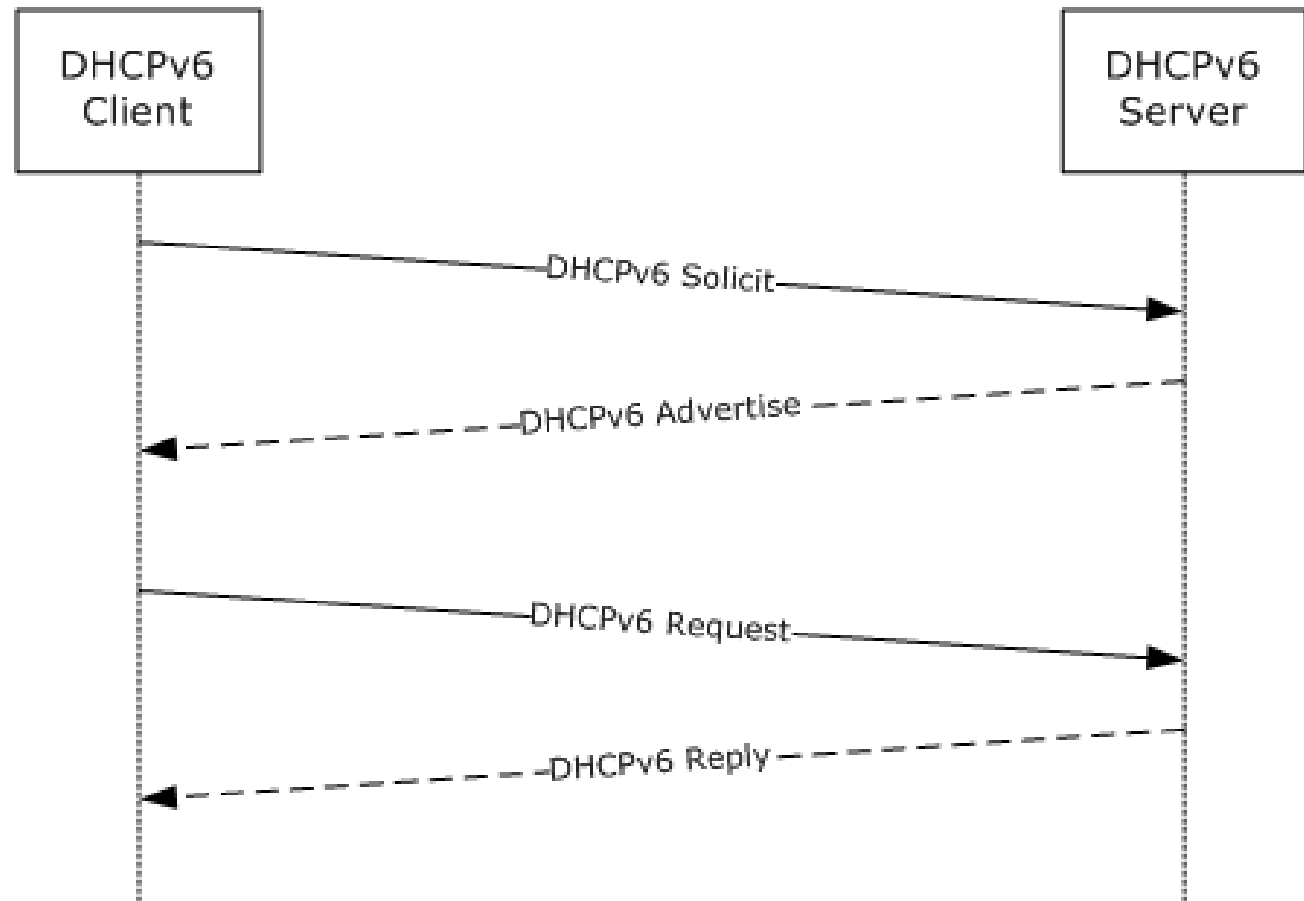 DHCPv6
Client
DHCPv6
Server
DHCPv6 Solicit
DHCPv6 Advertise
DHCPv6 Request
DHCPv6 Reply